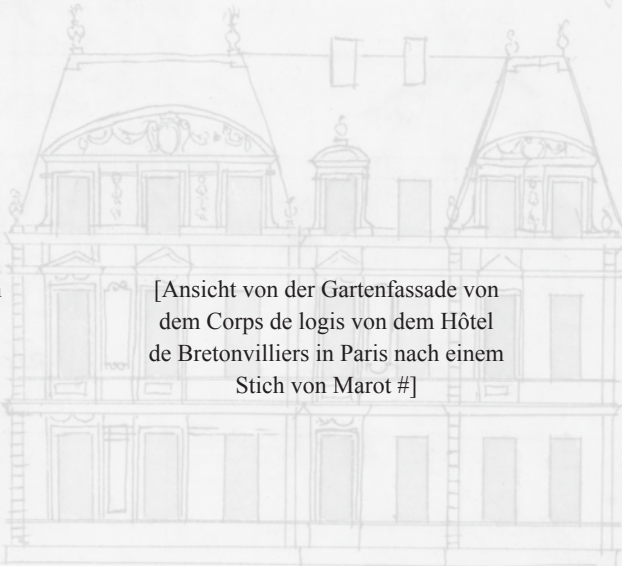 [Ansicht von der Gartenfassade von
dem Corps de logis von dem Hôtel
de Bretonvilliers in Paris nach einem
Stich von Marot #]